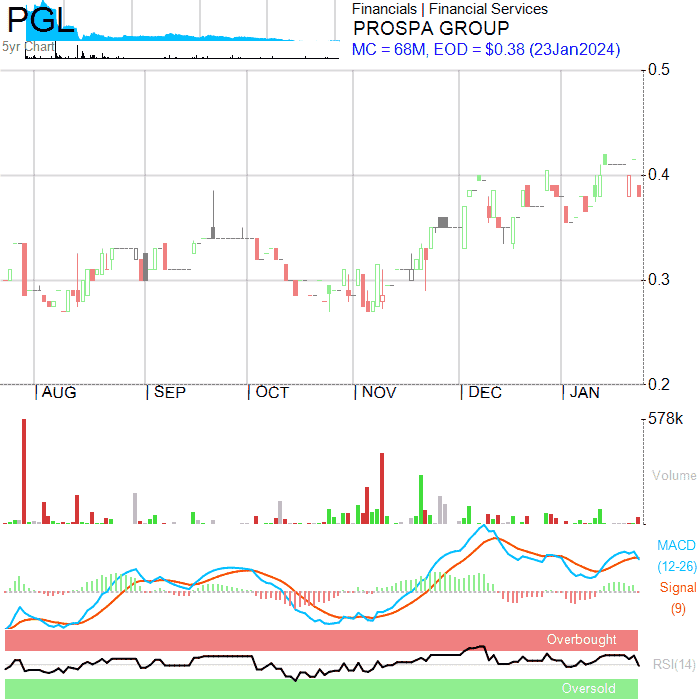 PGL
5yr Chart
Financials | Financial Services
PROSPA GROUP
MC = 68M, EOD = $0.38 (23Jan2024)
0.5
0.4
0.3
0.2
AUG SEP OCT NOV DEC JAN
578k
Volume
MACD
(12-26)
Signal
(9)
Overbought
RSI(14)
Oversold